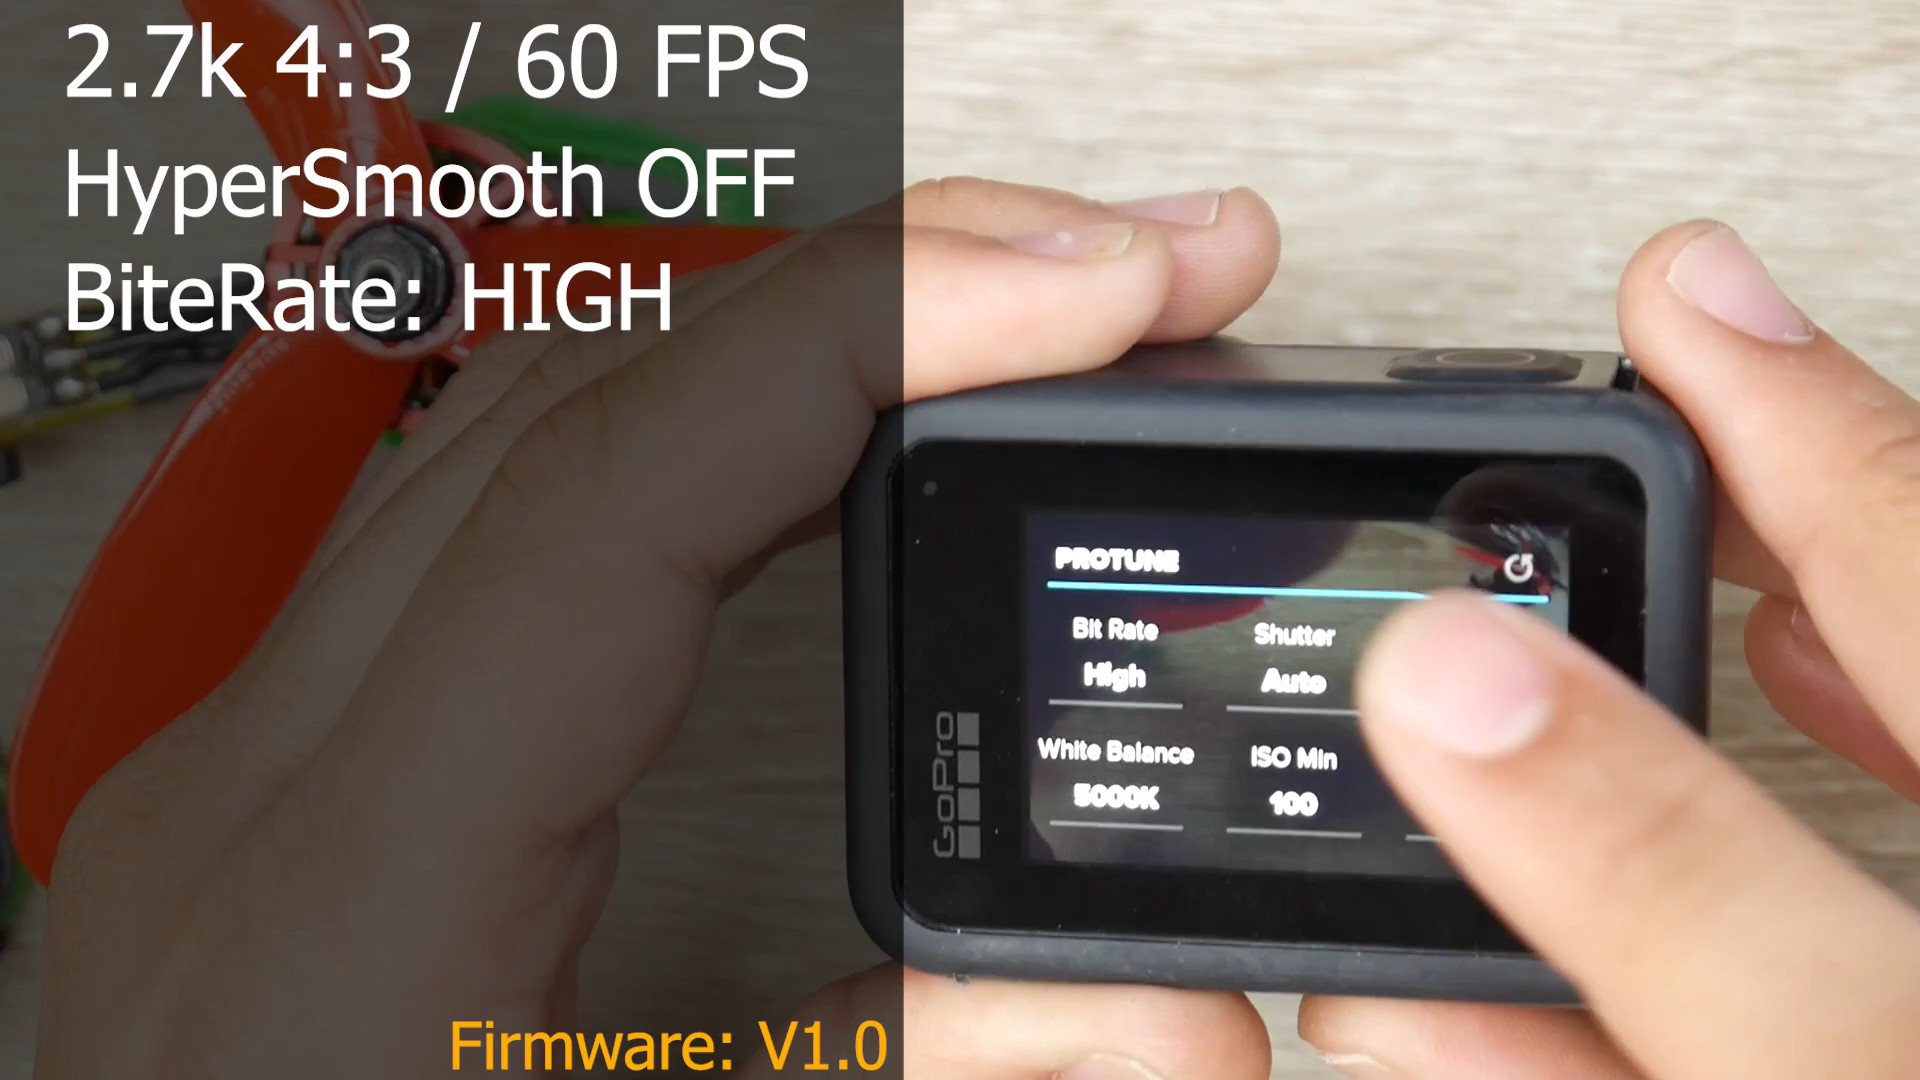 2.7k 4:3 / 60 FPS
HyperSmooth OFF
BiteRate: HIGH
PROTUNE
Bit Rate
Shutter
High
Auto
White Balance
ISO Min
5000K
100
GoPro
Firmware: V1.0